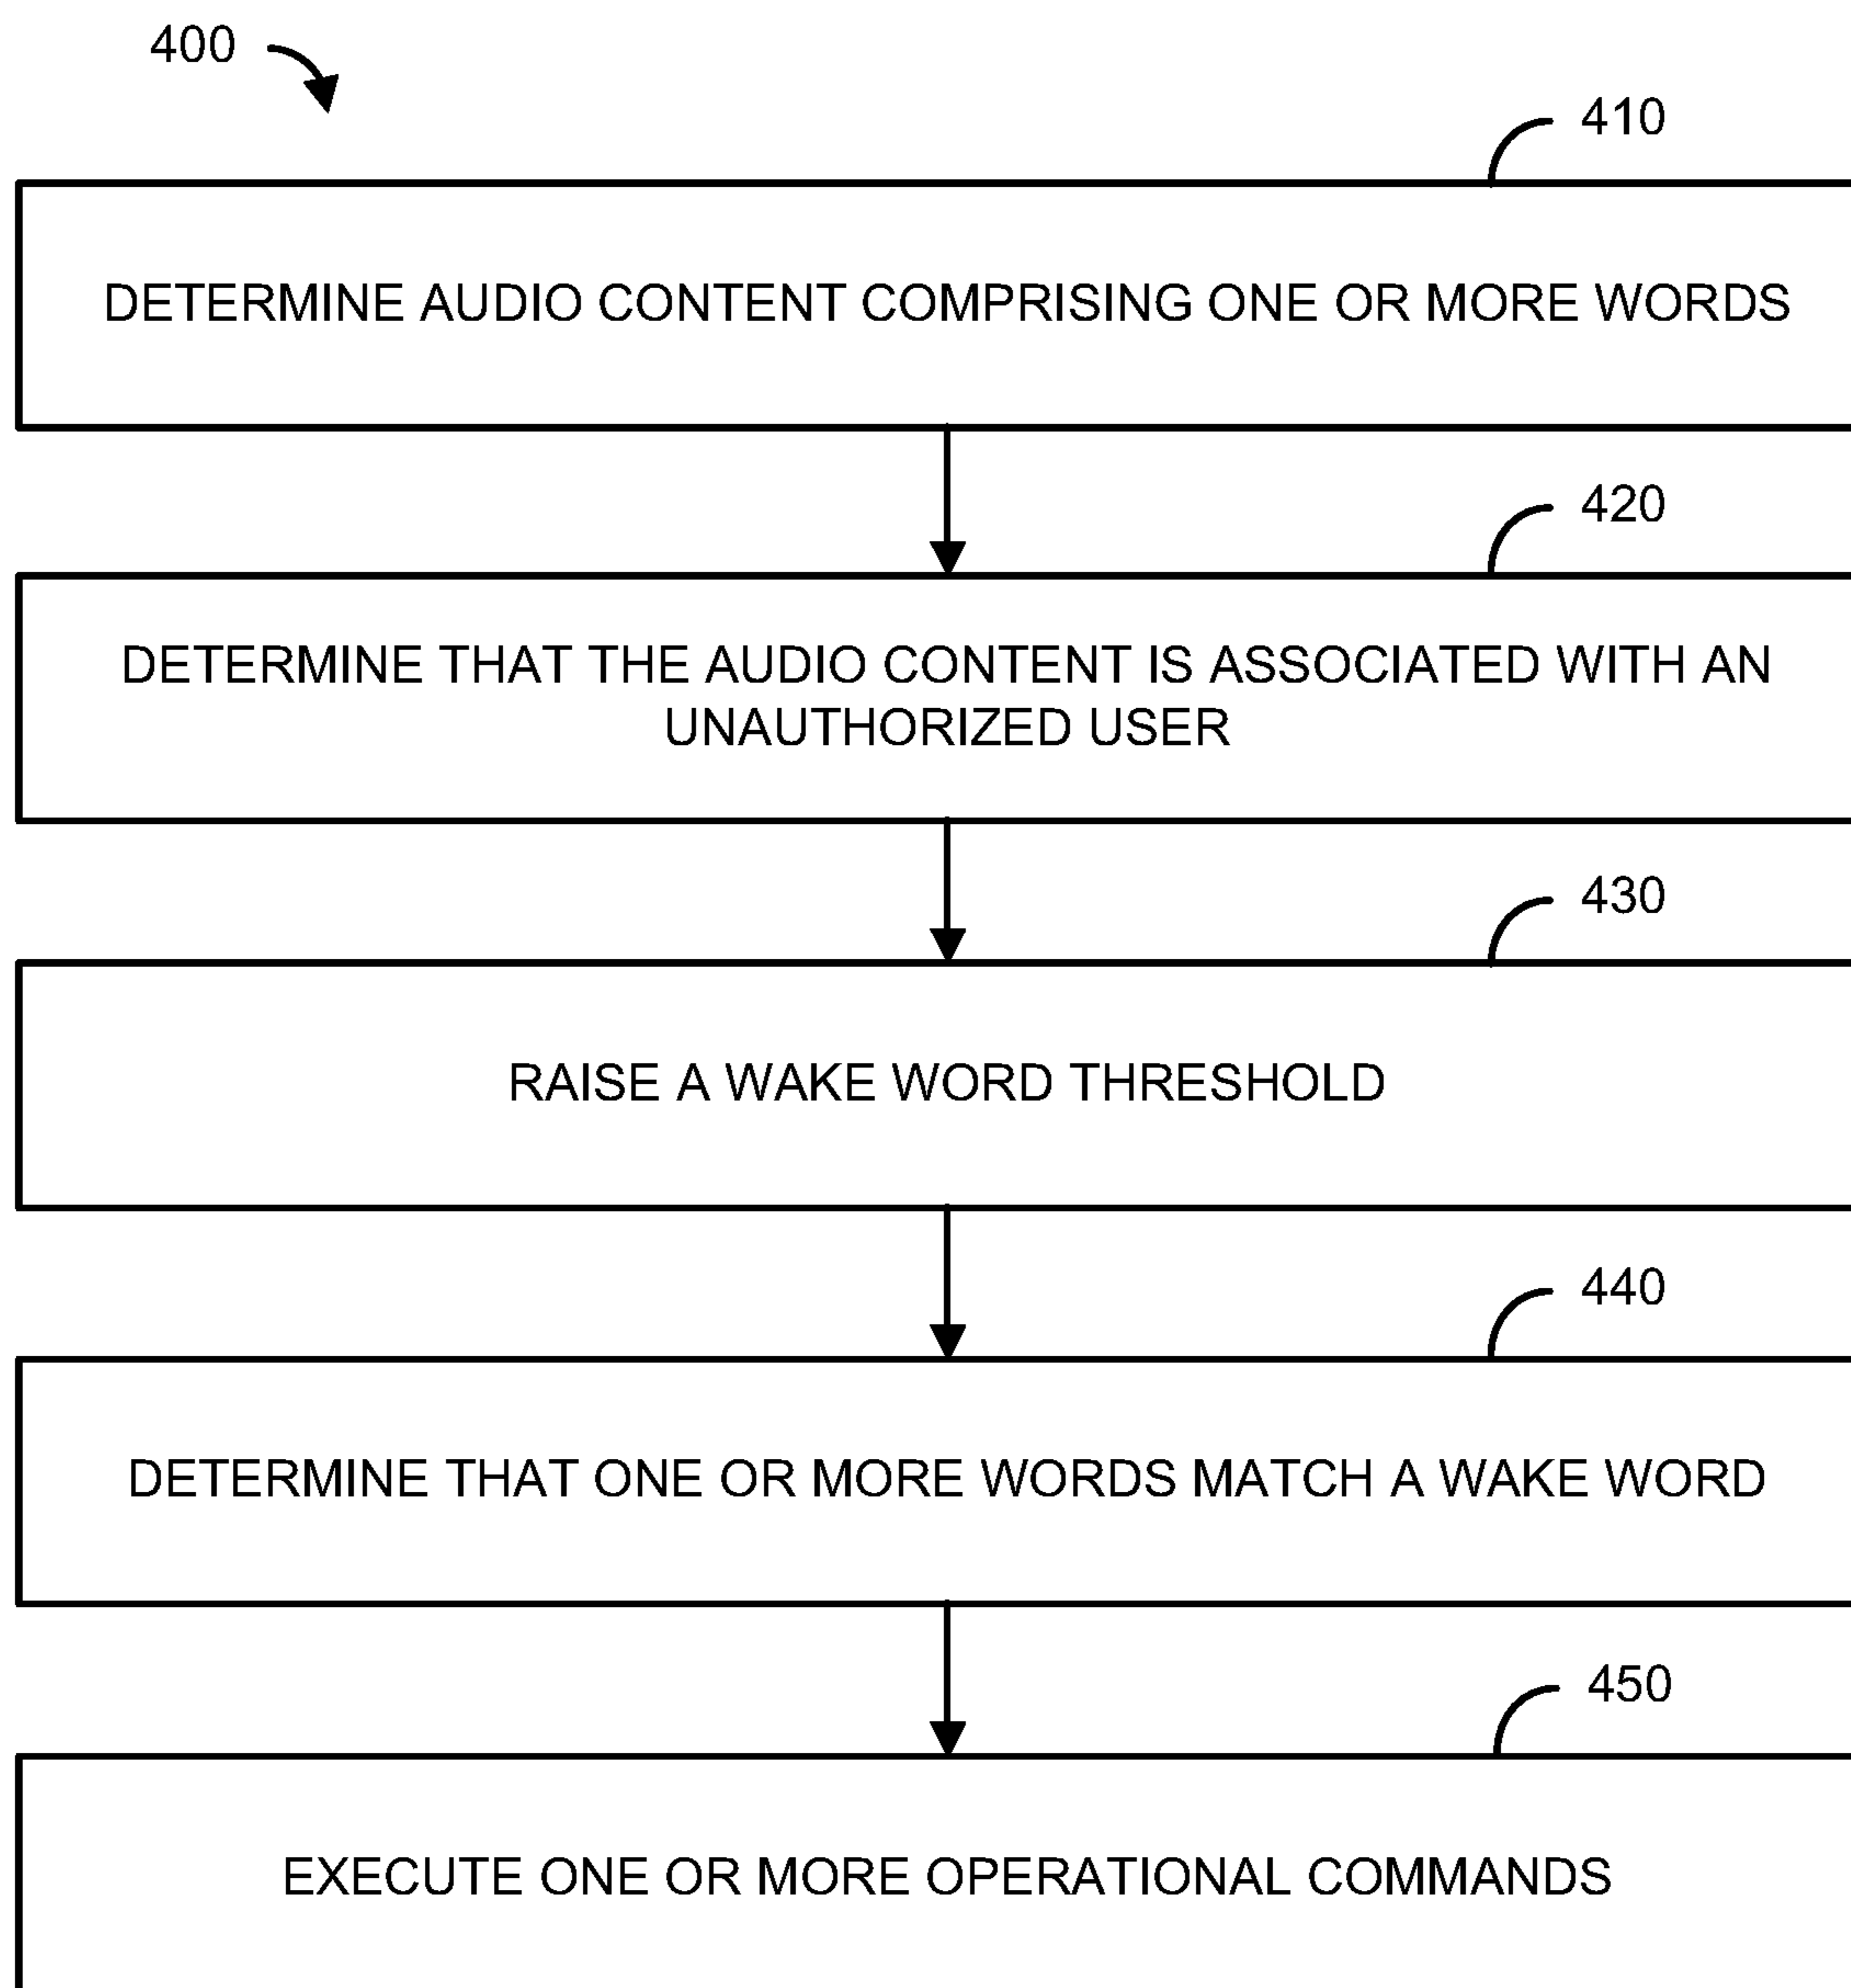 400
410
DETERMINE AUDIO CONTENT COMPRISING ONE OR MORE WORDS
420
DETERMINE THAT THE AUDIO CONTENT IS ASSOCIATED WITH AN
UNAUTHORIZED USER
430
RAISE A WAKE WORD THRESHOLD
440
DETERMINE THAT ONE OR MORE WORDS MATCH A WAKE WORD
450
EXECUTE ONE OR MORE OPERATIONAL COMMANDS